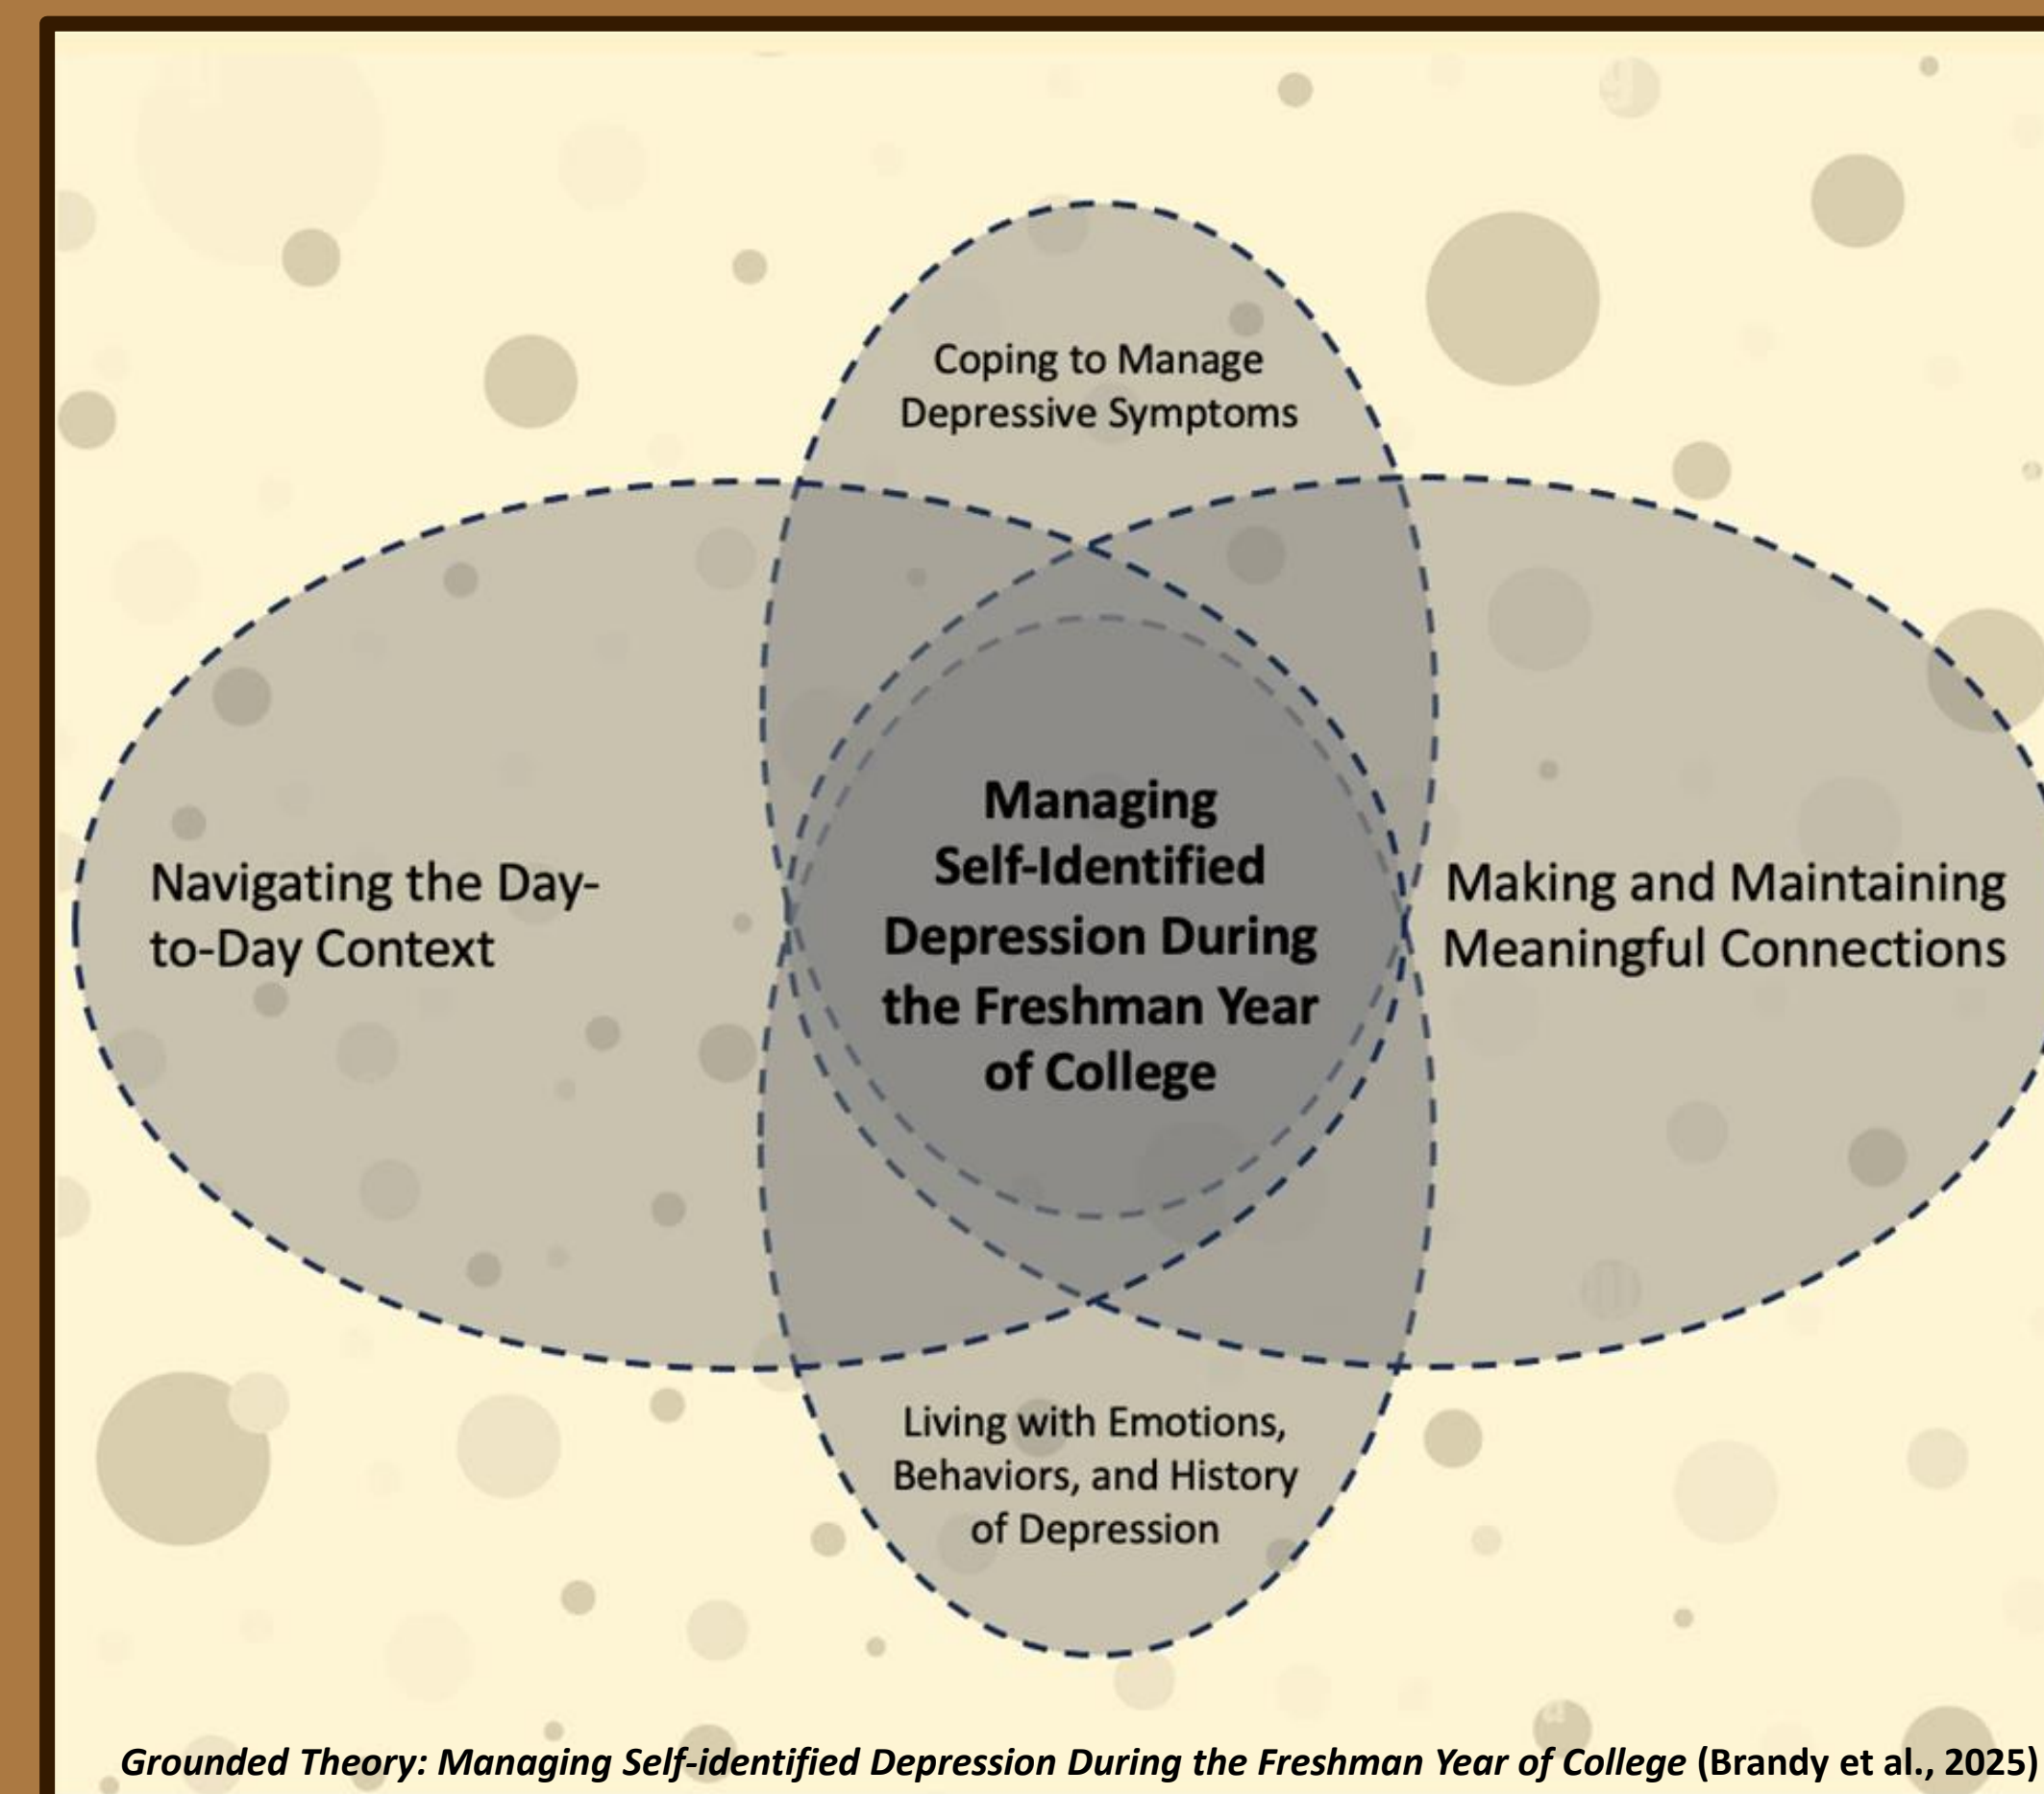 Coping to Manage
Depressive Symptoms
Navigating the Day-
to-Day Context
Managing
Self-Identified
Depression During
the Freshman Year
of College
Making and Maintaining
Meaningful Connections
Living with Emotions,
Behaviors, and History
of Depression
Grounded Theory: Managing Self-identified Depression During the Freshman Year of College (Brandy et al., 2025)